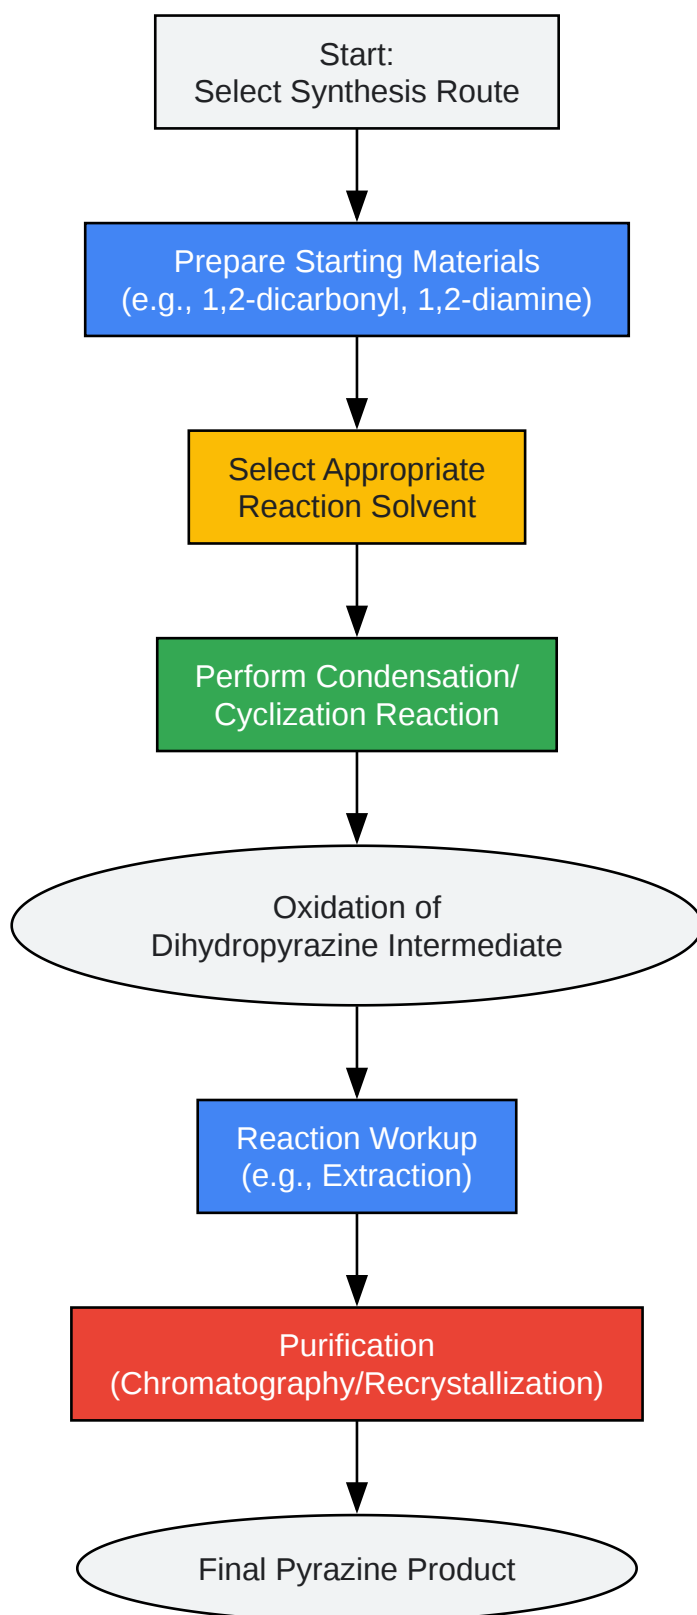 Start:
Select Synthesis Route
Prepare Starting Materials
(e.g., 1,2-dicarbonyl, 1,2-diamine)
Select Appropriate
Reaction Solvent
Perform Condensation/
Cyclization Reaction
Oxidation of
Dihydropyrazine Intermediate
Reaction Workup
(e.g., Extraction)
Purification
(Chromatography/Recrystallization)
Final Pyrazine Product